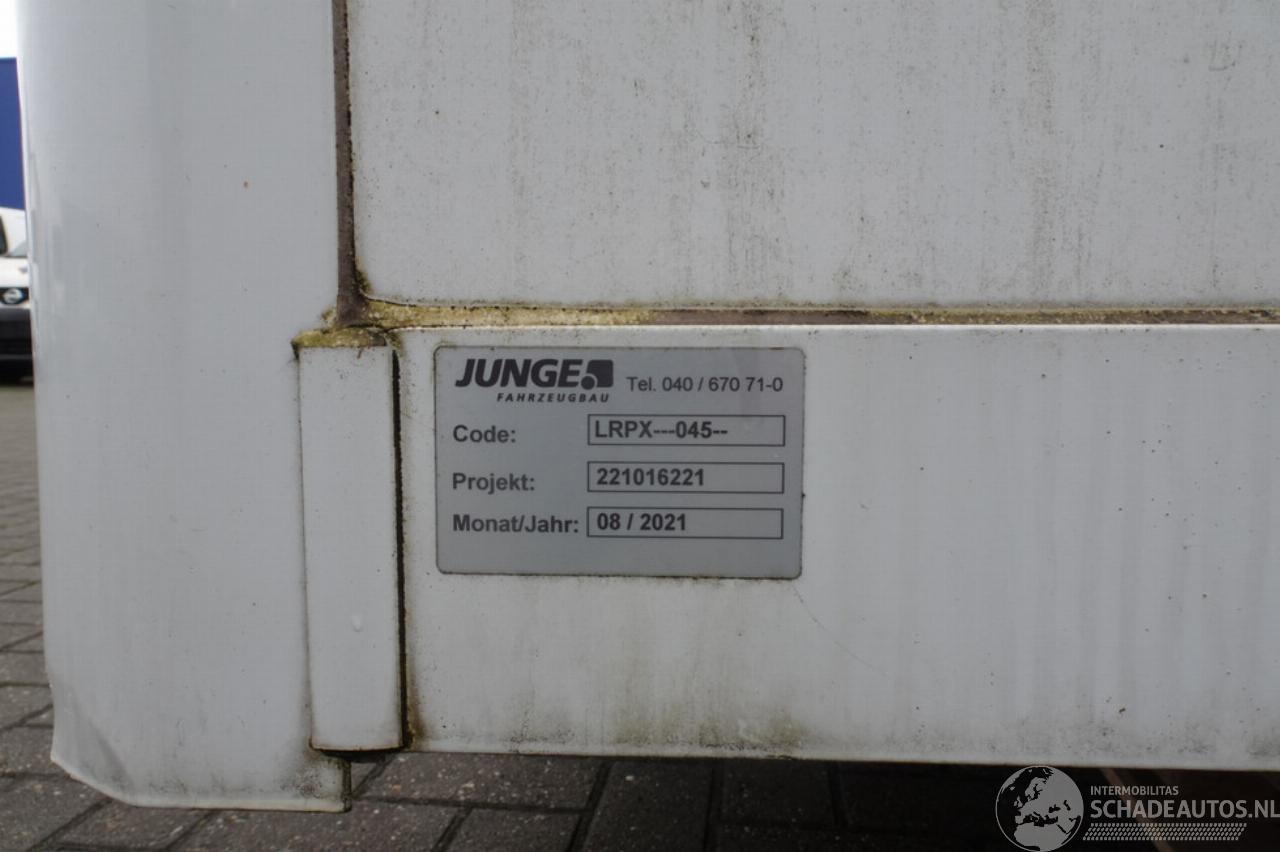 JUNGE
FAHRZEUGBAU
Tel. 040 / 670 71-0
Code: LRPX---045--
Projekt: 221016221
Monat/Jahr: 08 / 2021
INTERMOBILITAS
SCHADEAUTOS.NL